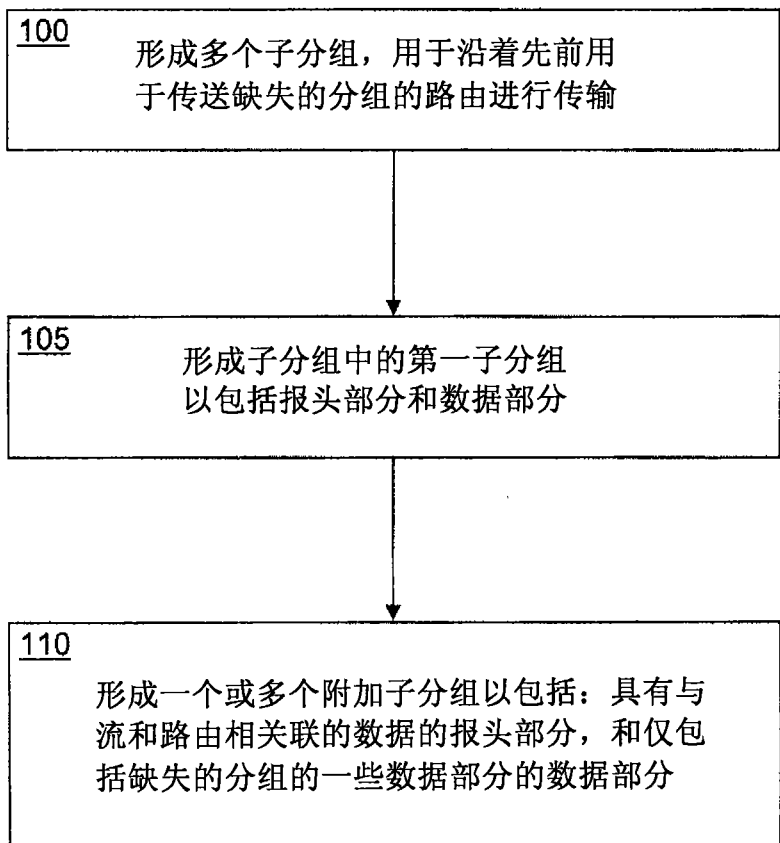 100
形成多个子分组，用于沿着先前用
于传送缺失的分组的路由进行传输
105
形成子分组中的第一子分组
以包括报头部分和数据部分
110
形成一个或多个附加子分组以包括：具有与
流和路由相关联的数据的报头部分，和仅包
括缺失的分组的一些数据部分的数据部分